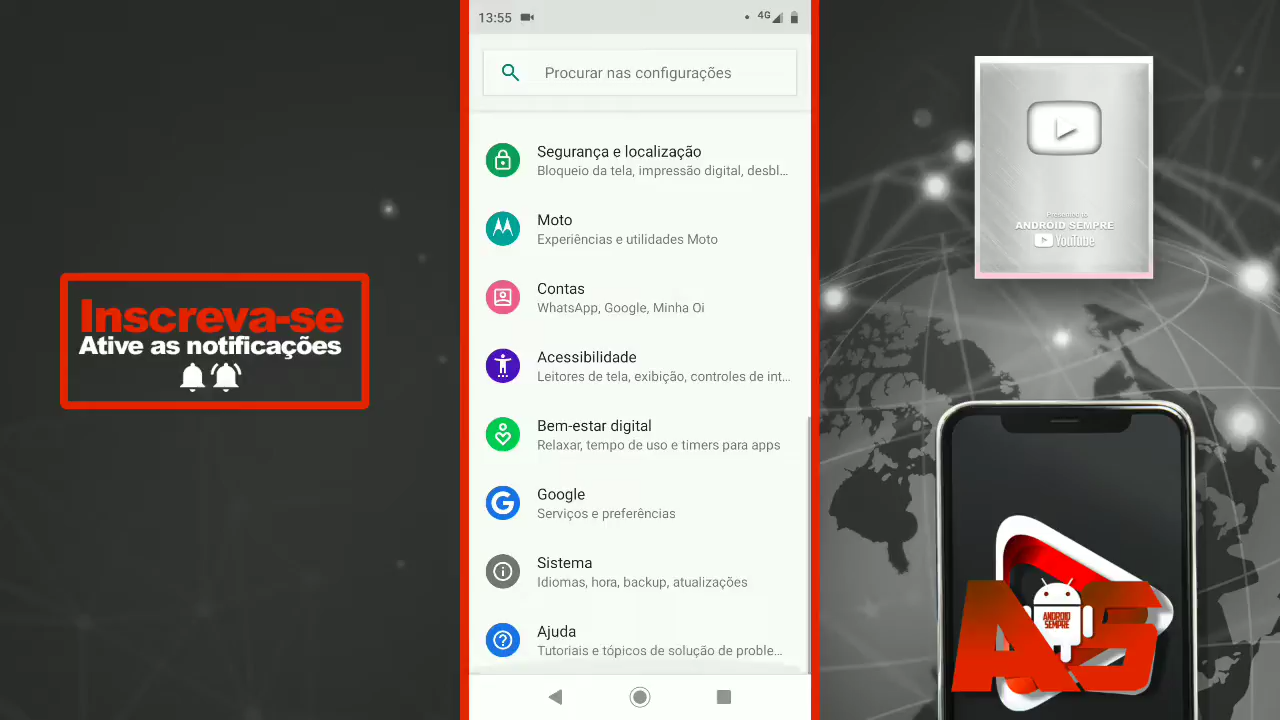 Inscreva-se
Ative as notificações
13:55
4G
Procurar nas configurações
Segurança e localização
Bloqueio da tela, impressão digital, desbl...
Moto
Experiências e utilidades Moto
Contas
WhatsApp, Google, Minha Oi
Acessibilidade
Leitores de tela, exibição, controles de int...
Bem-estar digital
Relaxar, tempo de uso e timers para apps
Google
Serviços e preferências
Sistema
Idiomas, hora, backup, atualizações
Ajuda
Tutoriais e tópicos de solução de proble...
Presented to
ANDROID SEMPRE
YouTube
AS
ANDROID
SEMPRE